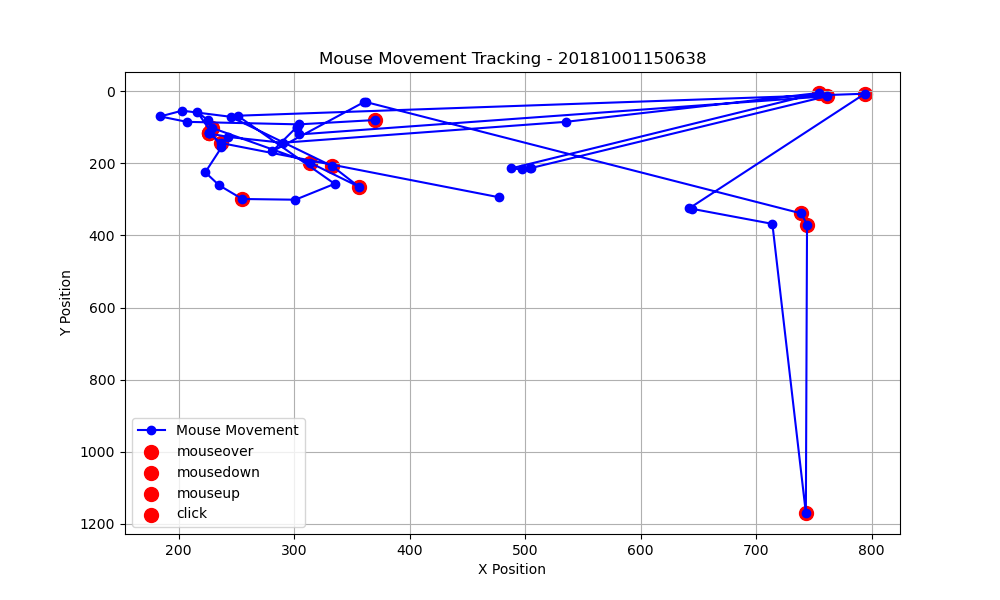 Mouse Movement Tracking - 20181001150638
0
200
400
600
800
1000
1200
Y Position
Mouse Movement
mouseover
mousedown
mouseup
click
200 300 400 500 600 700 800
X Position